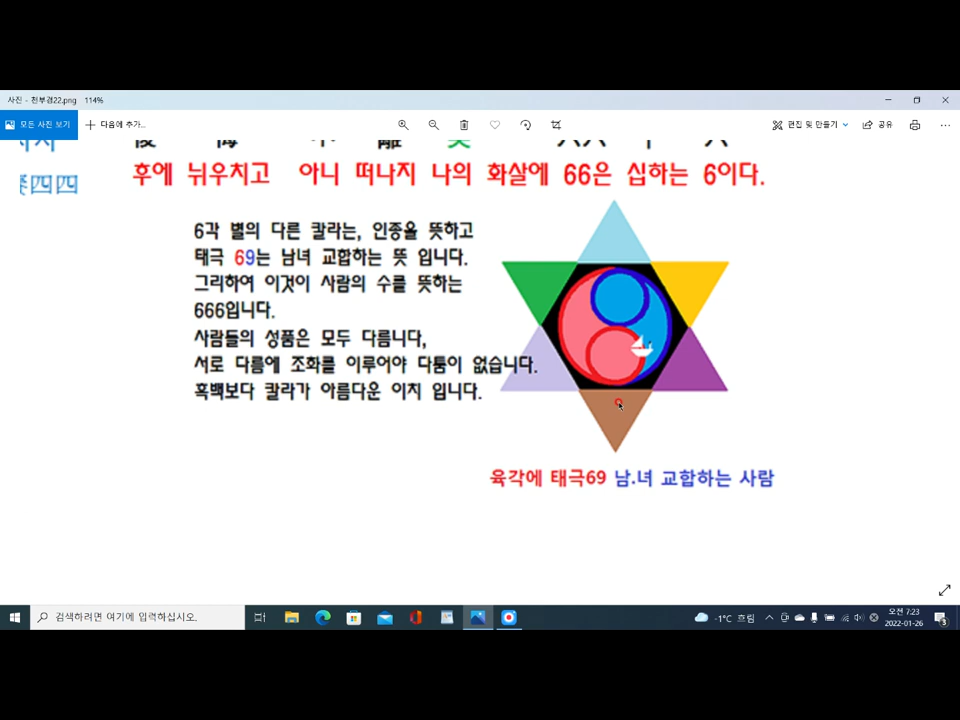 사진 - 천부경22.png 114%
모든 사진 보기
다음에 추가...
편집 및 만들기
공유
四四
후에 뉘우치고 아니 떠나지 나의 화살에 66은 십하는 6이다.
6각 별의 다른 칼라는, 인종을 뜻하고
태극 69는 남녀 교합하는 뜻 입니다.
그리하여 이것이 사람의 수를 뜻하는
666입니다.
사람들의 성품은 모두 다릅니다,
서로 다름에 조화를 이루어야 다툼이 없습니다.
흑백보다 칼라가 아름다운 이치 입니다.
육각에 태극69 남.녀 교합하는 사람
검색하려면 여기에 입력하십시오.
-1°C 흐림
오전 7:23
2022-01-26
3